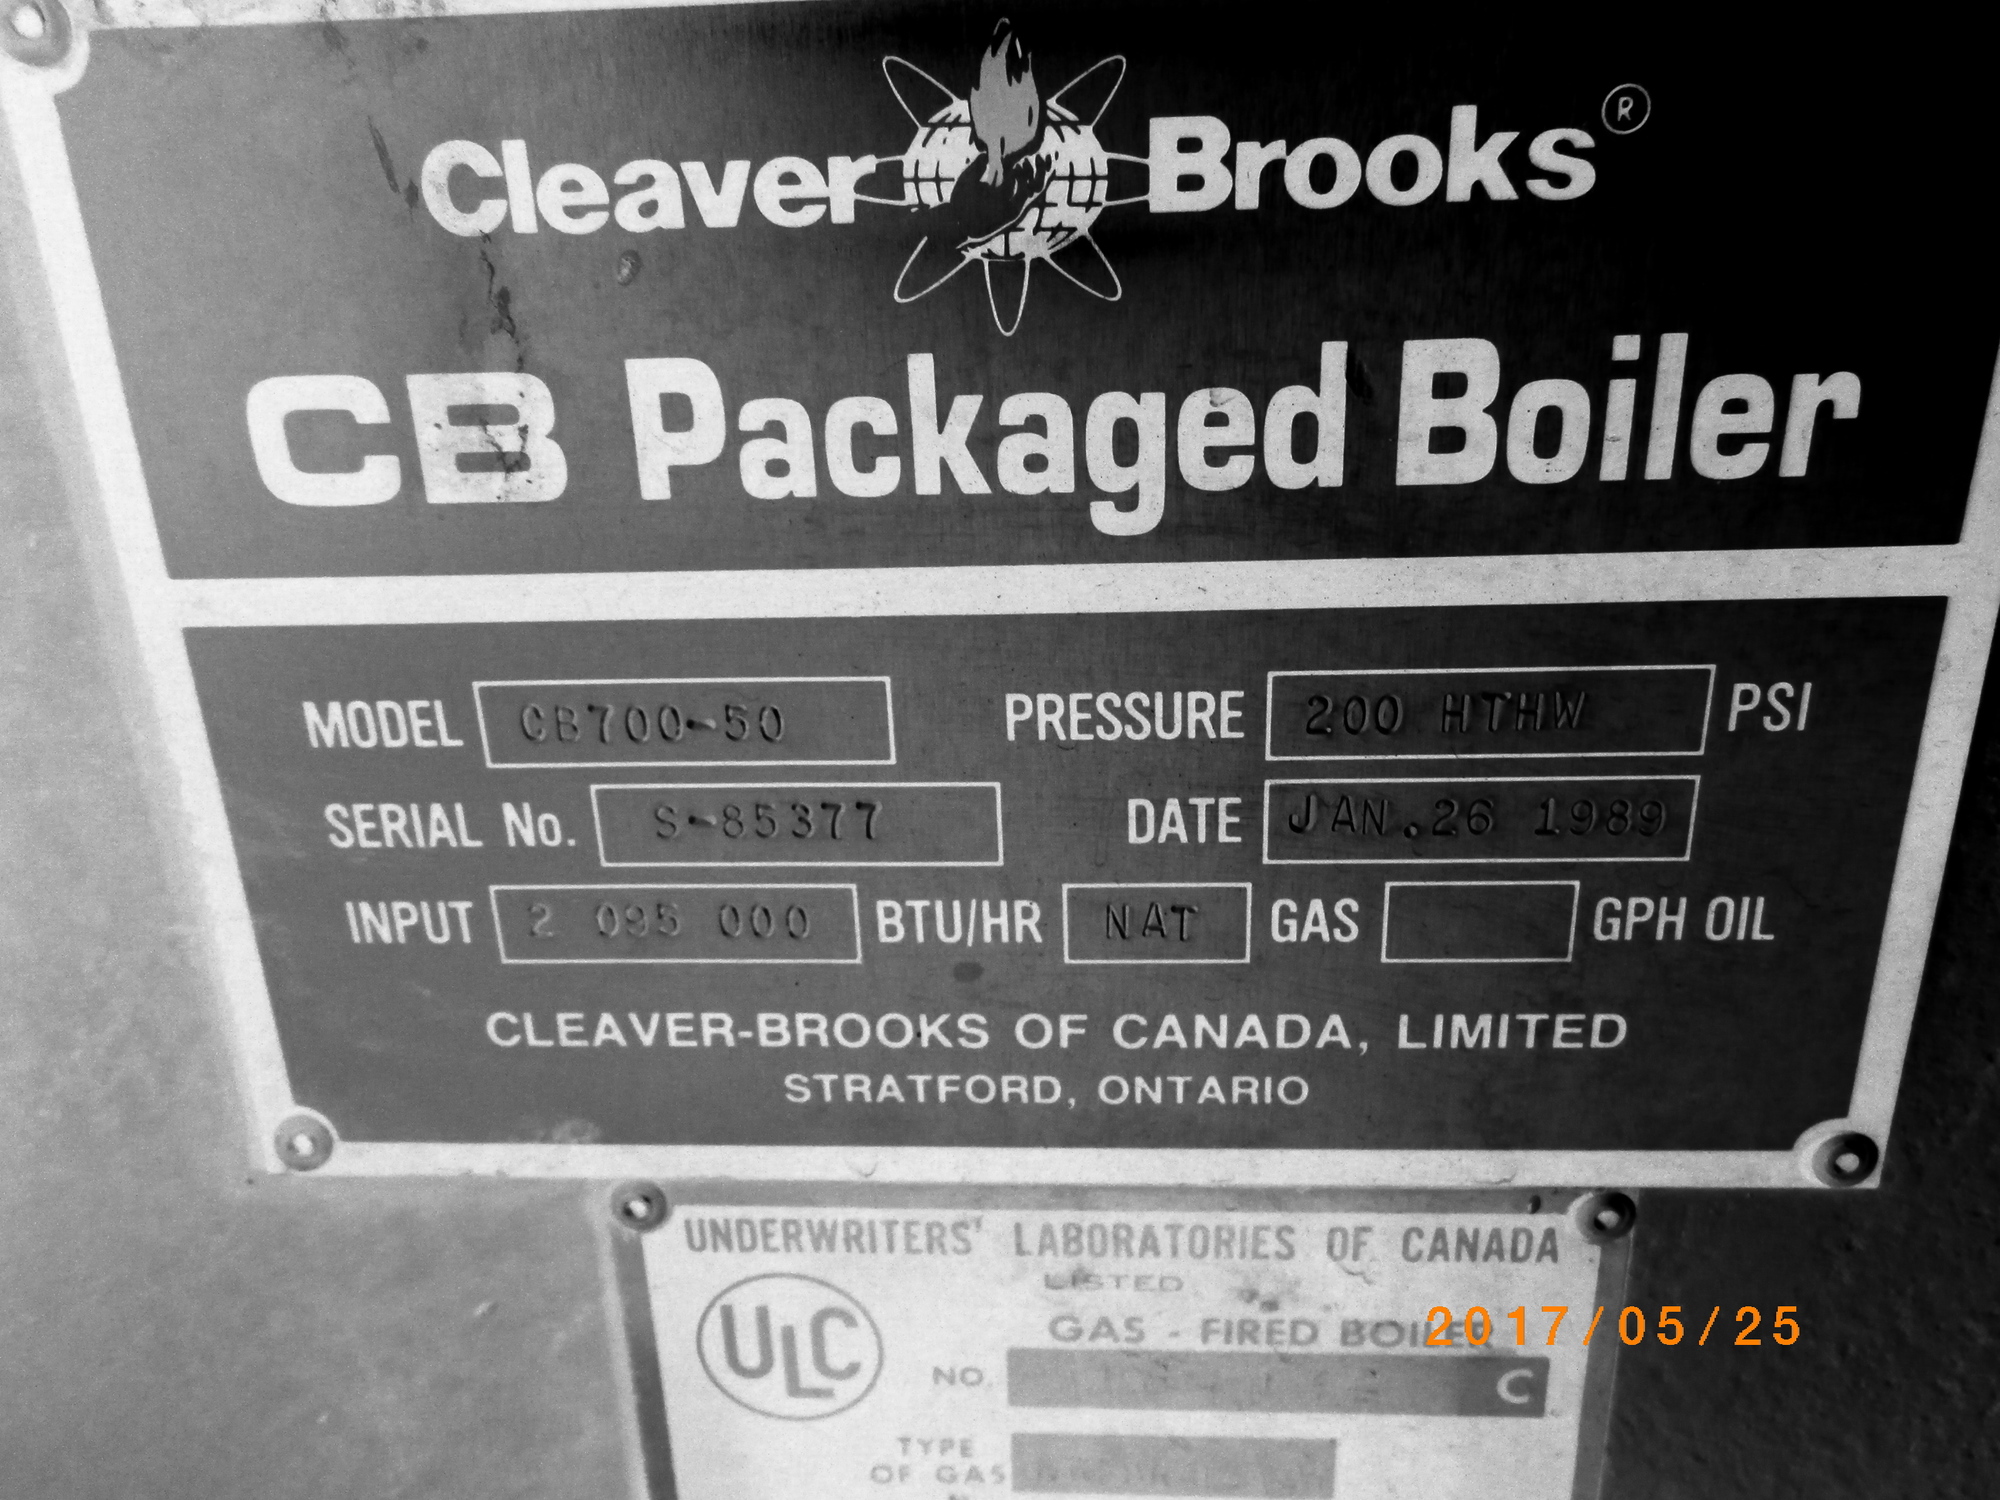 Cleaver Brooks®
CB Packaged Boiler
MODEL CB700-50 PRESSURE 200 HTHW PSI
SERIAL No. S-85377 DATE JAN.26 1989
INPUT 2 095 000 BTU/HR NAT GAS GPH OIL
CLEAVER-BROOKS OF CANADA, LIMITED
STRATFORD, ONTARIO
UNDERWRITERS' LABORATORIES OF CANADA
LISTED
ULC
GAS - FIRED BOILER
2017/05/25
NO. C
TYPE
OF GAS